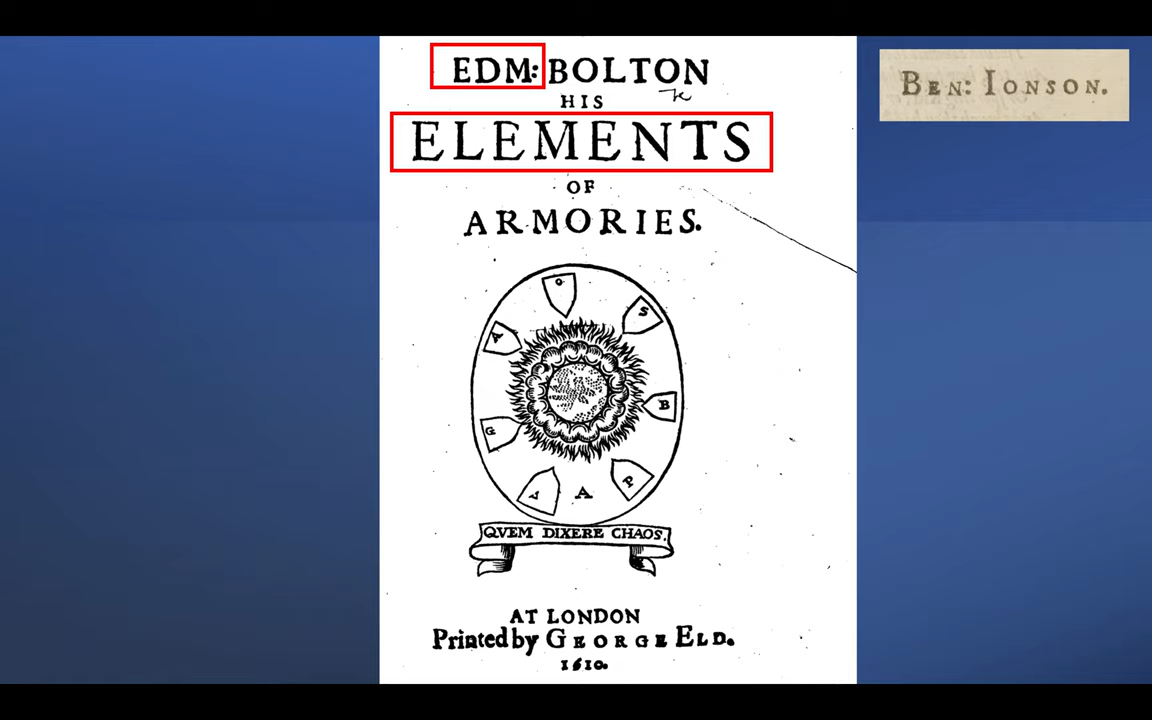 EDM: BOLTON
HIS
ELEMENTS
OF
ARMORIES.
O
A
S
B
G
V
A
P
QVEM DIXERE CHAOS.
AT LONDON
Printed by GEORGE ELD.
1610.
BEN: IONSON.